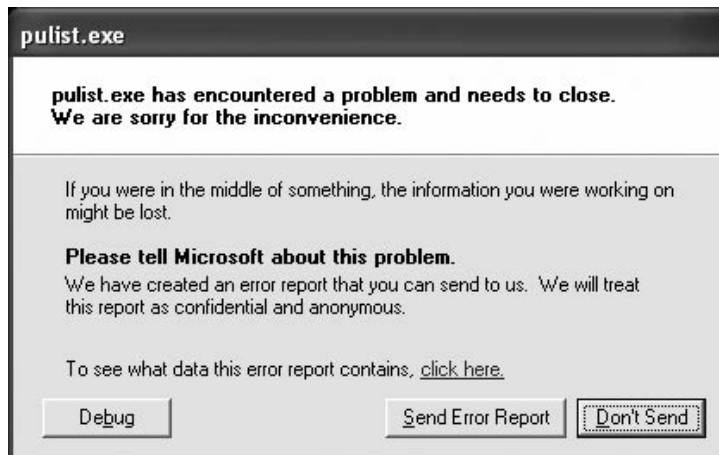 pulist.exe
pulist.exe has encountered a problem and needs to close.
We are sorry for the inconvenience.
If you were in the middle of something, the information you were working on
might be lost.
Please tell Microsoft about this problem.
We have created an error report that you can send to us. We will treat
this report as confidential and anonymous.
To see what data this error report contains, click here.
Debug
Send Error Report
Don't Send